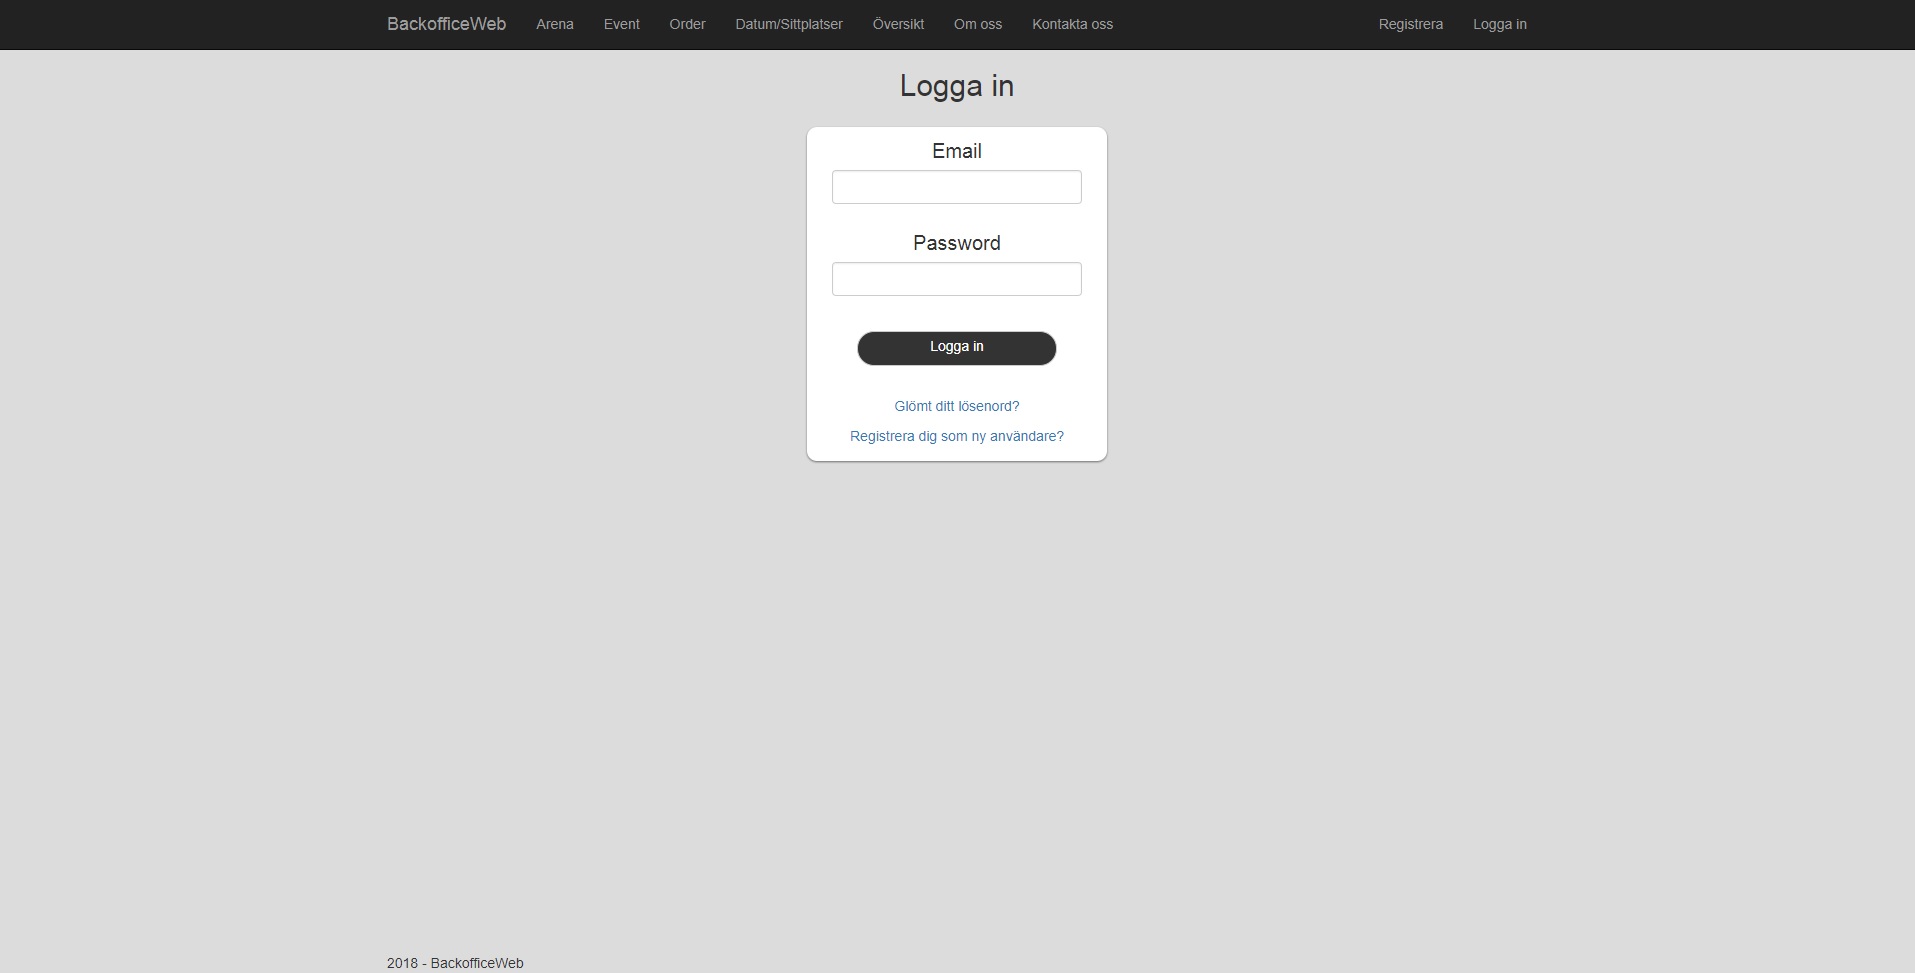 BackofficeWeb Arena Event Order Datum/Sittplatser Översikt Om oss Kontakta oss Registrera Logga in
Logga in
Email
Password
Logga in
Glömt ditt lösenord?
Registrera dig som ny användare?
2018 - BackofficeWeb